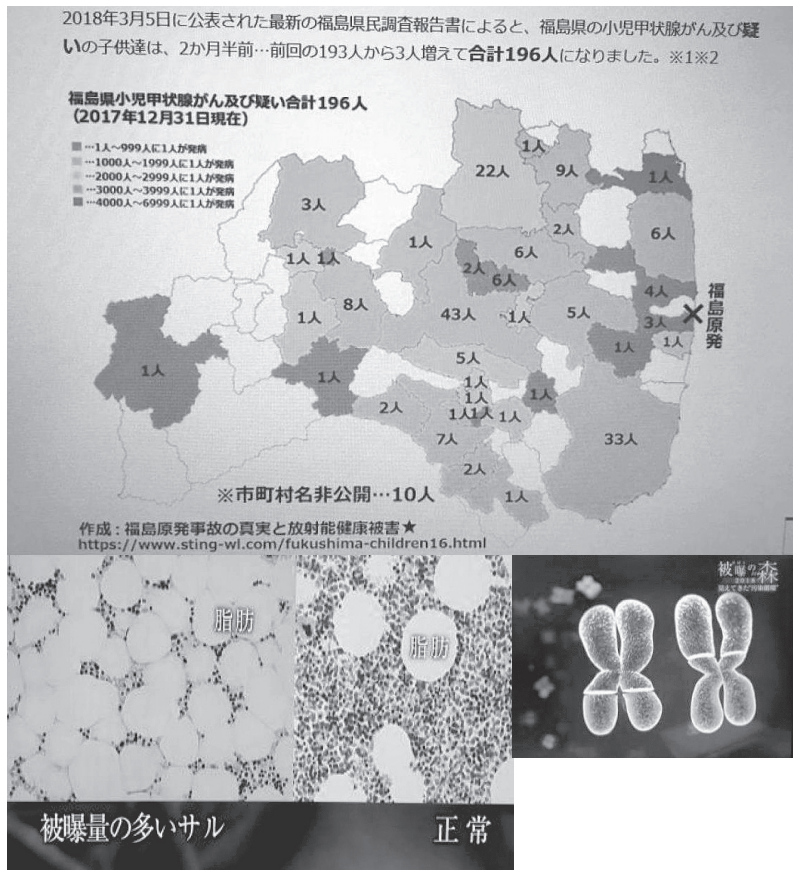 2018年3月5日に公表された最新の福島県民調査報告書によると、福島県の小児甲状腺がん及び疑
いの子供達は、2か月半前…前回の193人から3人増えて合計196人になりました。※1※2
福島県小児甲状腺がん及び疑い合計196人
(2017年12月31日現在)
…1人～999人に1人が発病
…1000人～1999人に1人が発病
…2000人～2999人に1人が発病
…3000人～3999人に1人が発病
…4000人～6999人に1人が発病
1人
22人
9人
1人
3人
2人
6人
1人
6人
1人
1人
2人
6人
4人
福島原発
8人
1人
43人
1人
5人
3人
1人
1人
5人
1人
1人
1人
1人
1人
2人
1人
1人
1人
7人
33人
2人
1人
※市町村名非公開…10人
作成：福島原発事故の真実と放射能健康被害★
https://www.sting-wl.com/fukushima-children16.html
脂肪
脂肪
被曝の森
見えてきた“汚染循環”
被曝量の多いサル
正常